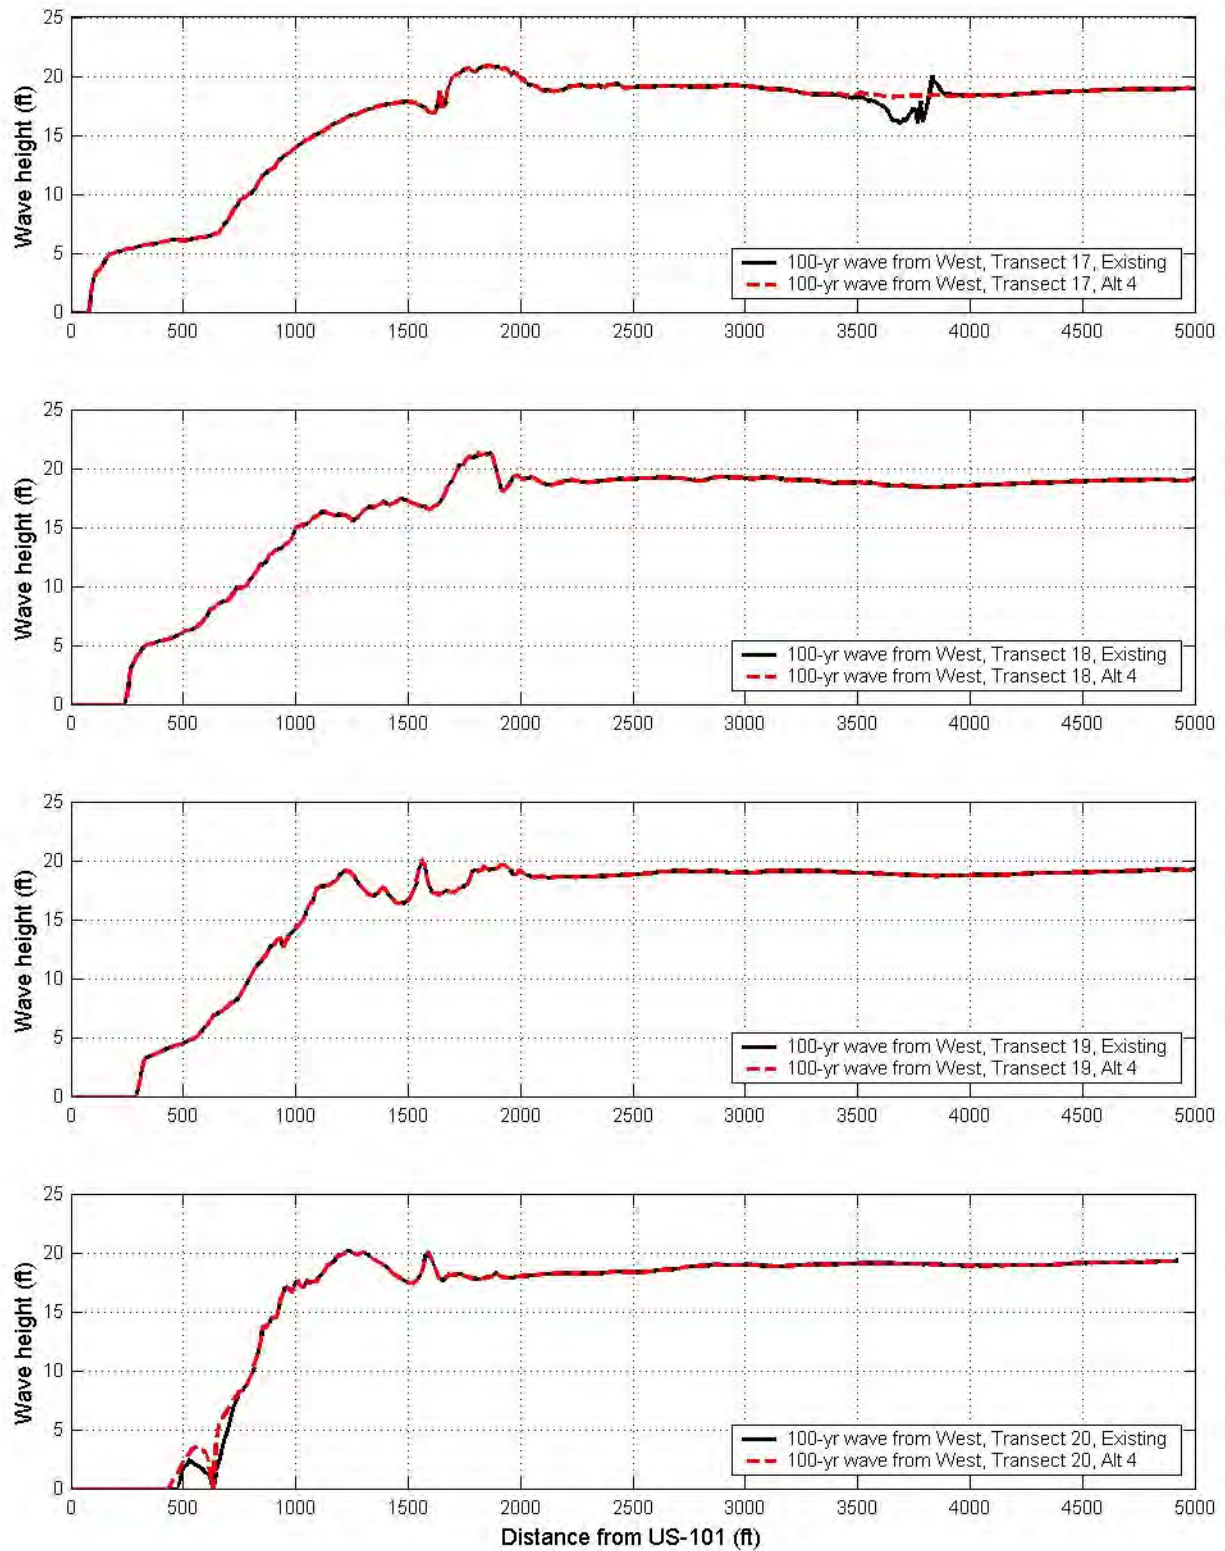 25
20
15
10
5
0
Wave height (ft)
100-yr wave from West, Transect 17, Existing
100-yr wave from West, Transect 17, Alt 4
0 500 1000 1500 2000 2500 3000 3500 4000 4500 5000
25
20
15
10
5
0
Wave height (ft)
100-yr wave from West, Transect 18, Existing
100-yr wave from West, Transect 18, Alt 4
0 500 1000 1500 2000 2500 3000 3500 4000 4500 5000
25
20
15
10
5
0
Wave height (ft)
100-yr wave from West, Transect 19, Existing
100-yr wave from West, Transect 19, Alt 4
0 500 1000 1500 2000 2500 3000 3500 4000 4500 5000
25
20
15
10
5
0
Wave height (ft)
100-yr wave from West, Transect 20, Existing
100-yr wave from West, Transect 20, Alt 4
0 500 1000 1500 2000 2500 3000 3500 4000 4500 5000
Distance from US-101 (ft)